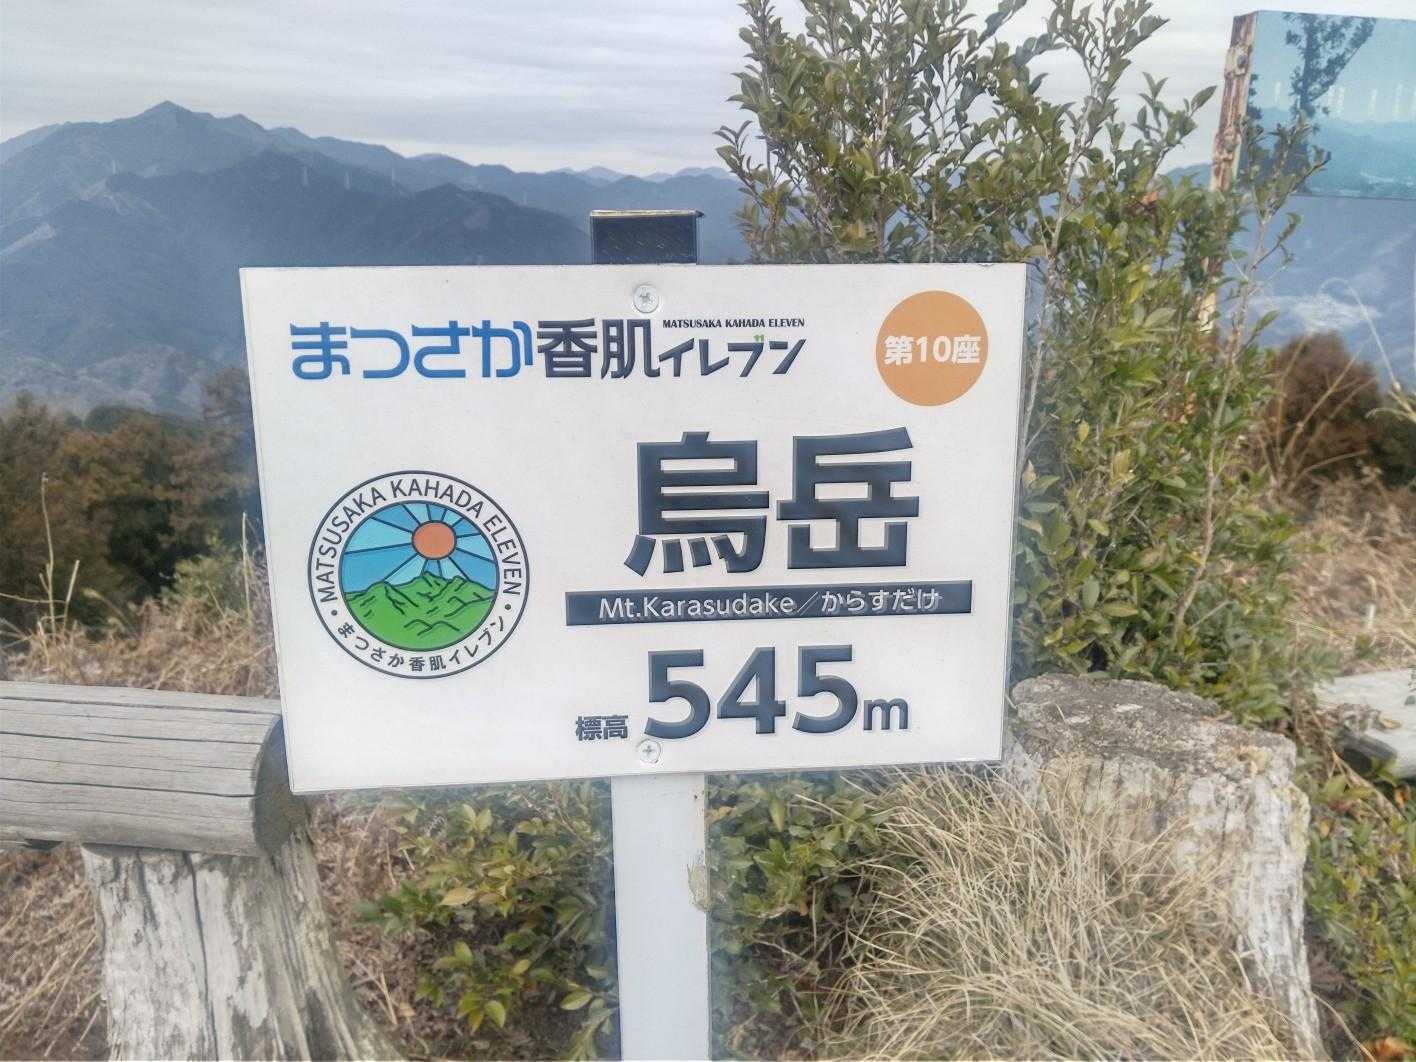 まつさか香肌イレブン
MATSUSAKA KAHADA ELEVEN
第10座
烏岳
Mt.Karasudake／からすだけ
標高 545m
MATSUSAKA KAHADA ELEVEN
まつさか香肌イレブン